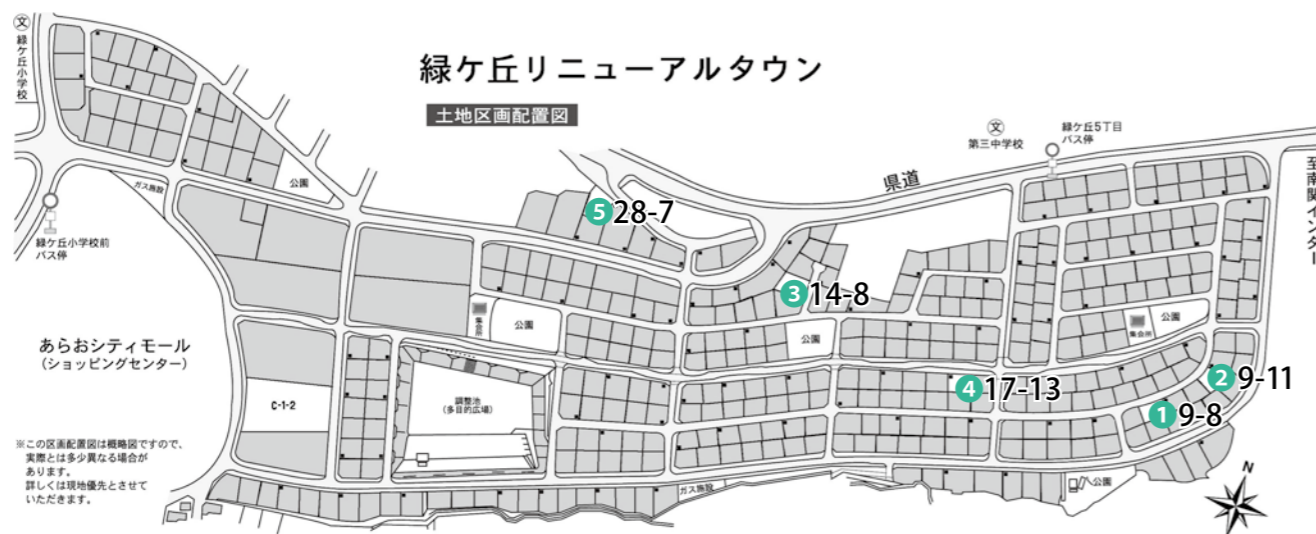 緑ケ丘リニューアルタウン
土地区画配置図
文
緑ケ丘小学校
ガス施設
公園
緑ケ丘小学校前
バス停
文
第三中学校
緑ケ丘5丁目
バス停
県道
至南関インター
5 28-7
3 14-8
集会所
公園
公園
集会所
公園
あらおシティモール
(ショッピングセンター)
2 9-11
4 17-13
1 9-8
C-1-2
調整池
(多目的広場)
※この区画配置図は概略図ですので、
実際とは多少異なる場合が
あります。
詳しくは現地優先とさせて
いただきます。
ガス施設
公園
N